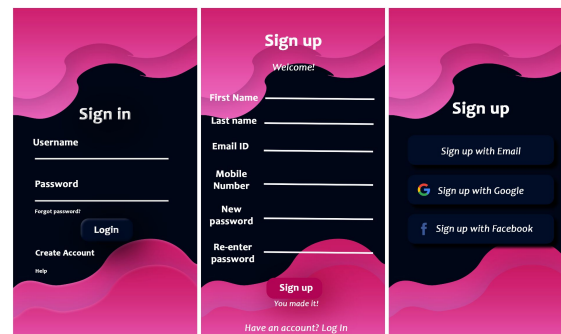 Sign in
Username
Password
Forgot password?
Login
Create Account
Help
Sign up
Welcome!
First Name
Last name
Email ID
Mobile
Number
New
password
Re-enter
password
Sign up
You made it!
Have an account? Log In
Sign up
Sign up with Email
Sign up with Google
Sign up with Facebook